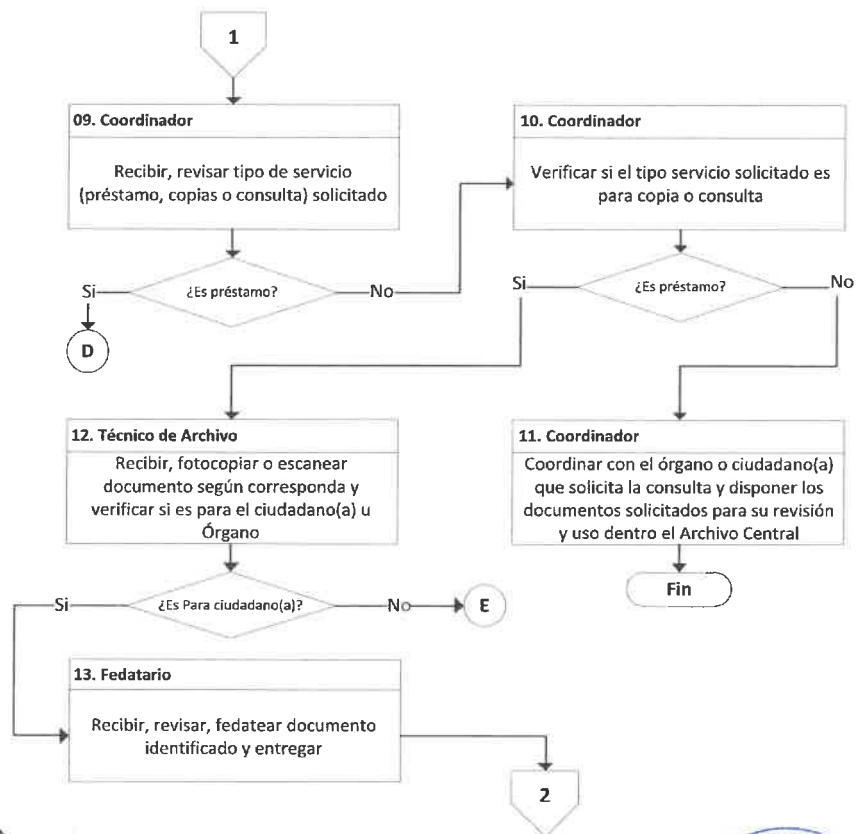 1
09. Coordinador
Recibir, revisar tipo de servicio
(préstamo, copias o consulta) solicitado
¿Es préstamo?
Si
No
D
10. Coordinador
Verificar si el tipo servicio solicitado es
para copia o consulta
¿Es préstamo?
Si
No
12. Técnico de Archivo
Recibir, fotocopiar o escanear
documento según corresponda y
verificar si es para el ciudadano(a) u
Órgano
11. Coordinador
Coordinar con el órgano o ciudadano(a)
que solicita la consulta y disponer los
documentos solicitados para su revisión
y uso dentro el Archivo Central
Fin
¿Es Para ciudadano(a)?
Si
No
E
13. Fedatario
Recibir, revisar, fedatear documento
identificado y entregar
2